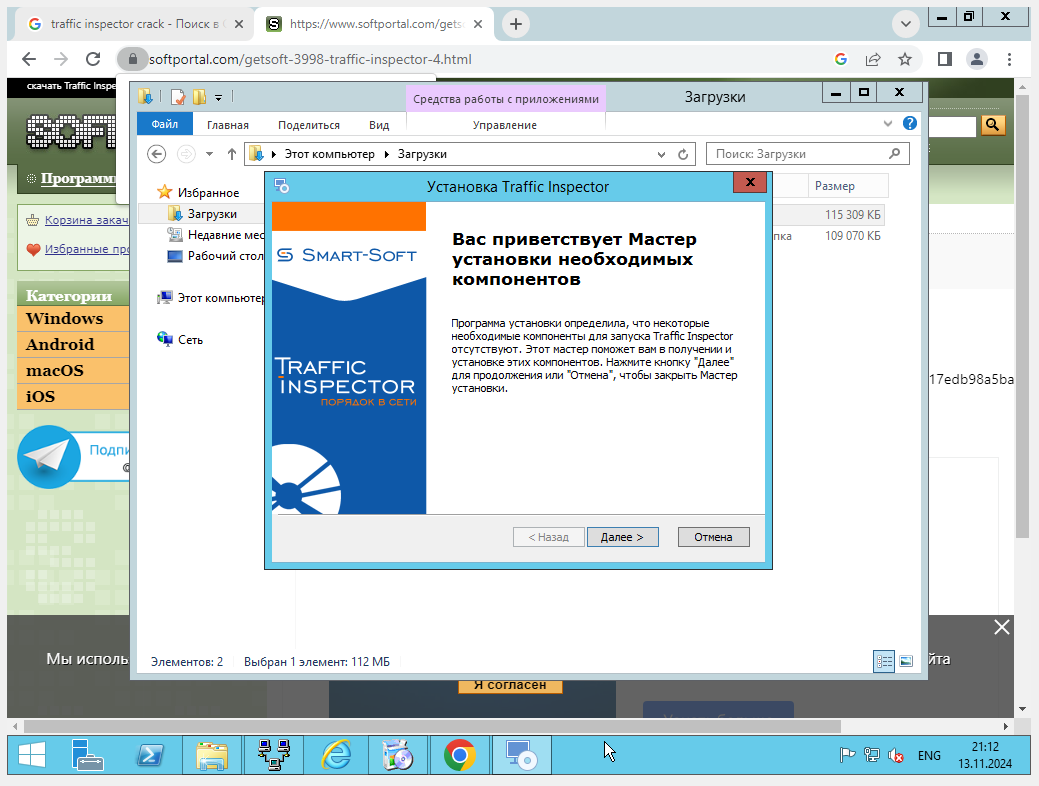 traffic inspector crack - Поиск в
https://www.softportal.com/gets
softportal.com/getsoft-3998-traffic-inspector-4.html
скачать Traffic Inspe
SOFT
Программы
Корзина закач
Избранные про
Категории
Windows
Android
macOS
iOS
Подпи
Средства работы с приложениями
Загрузки
Файл
Главная
Поделиться
Вид
Управление
Этот компьютер
Загрузки
Поиск: Загрузки
Избранное
Загрузки
Недавние мес
Рабочий стол
Этот компьютер
Сеть
Размер
115 309 КБ
пка
109 070 КБ
17edb98a5ba
Установка Traffic Inspector
SMART-SOFT
TRAFFIC
INSPECTOR
ПОРЯДОК В СЕТИ
Вас приветствует Мастер
установки необходимых
компонентов
Программа установки определила, что некоторые
необходимые компоненты для запуска Traffic Inspector
отсутствуют. Этот мастер поможет вам в получении и
установке этих компонентов. Нажмите кнопку "Далее"
для продолжения или "Отмена", чтобы закрыть Мастер
установки.
< Назад
Далее >
Отмена
Мы исполь
йта
Элементов: 2
Выбран 1 элемент: 112 МБ
Я согласен
ENG
21:12
13.11.2024